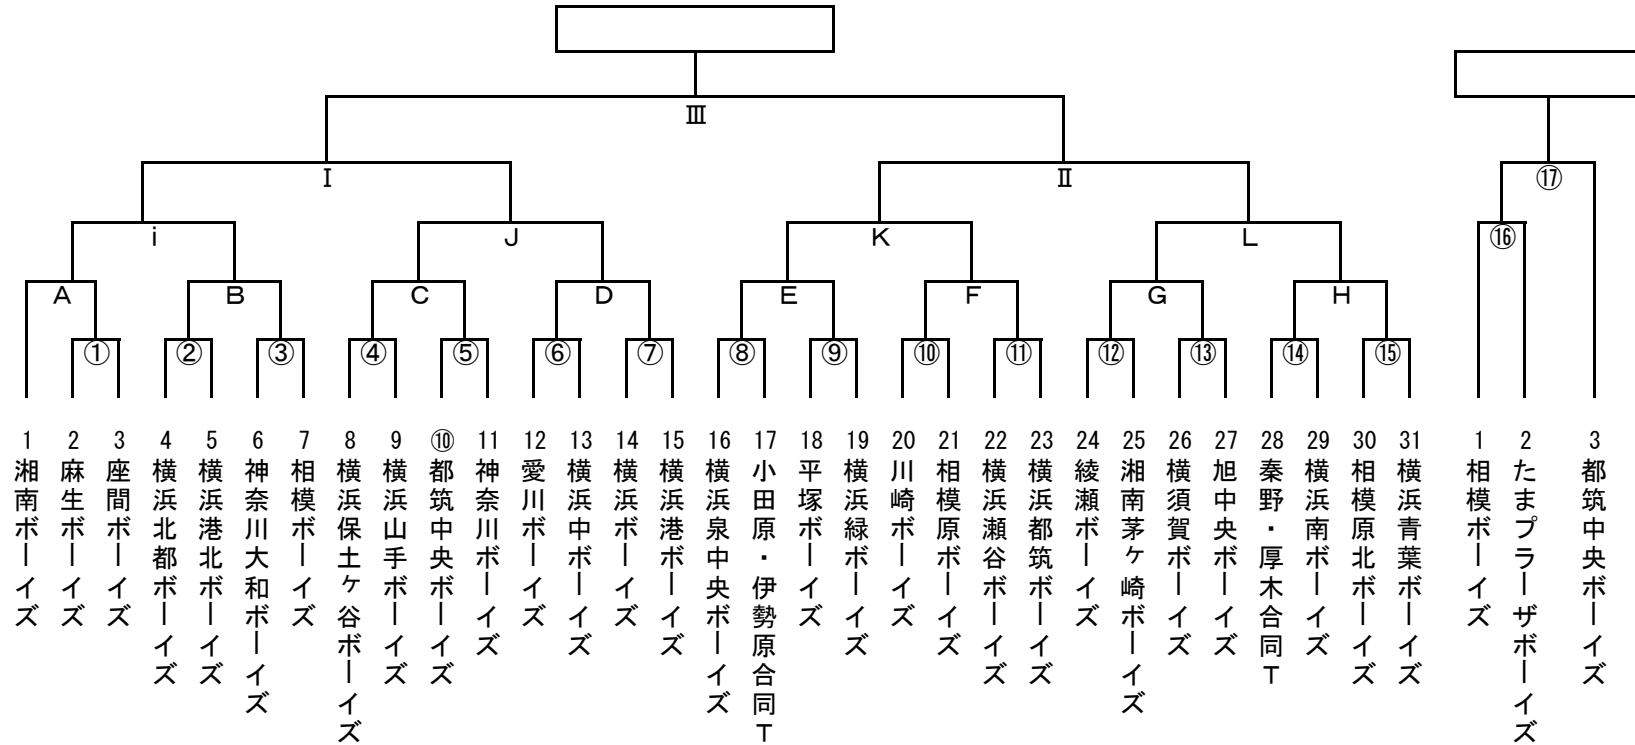 Ⅲ
Ⅰ
Ⅱ
⑰
i
J
K
L
⑯
A
B
C
D
E
F
G
H
①
②
③
④
⑤
⑥
⑦
⑧
⑨
⑩
⑪
⑫
⑬
⑭
⑮
1 湘南ボーイズ
2 麻生ボーイズ
3 座間ボーイズ
4 横浜北都ボーイズ
5 横浜港北ボーイズ
6 神奈川大和ボーイズ
7 相模ボーイズ
8 横浜保土ヶ谷ボーイズ
9 横浜山手ボーイズ
⑩ 都筑中央ボーイズ
11 神奈川ボーイズ
12 愛川ボーイズ
13 横浜中ボーイズ
14 横浜ボーイズ
15 横浜港ボーイズ
16 横浜泉中央ボーイズ
17 小田原・伊勢原合同T
18 平塚ボーイズ
19 横浜緑ボーイズ
20 川崎ボーイズ
21 相模原ボーイズ
22 横浜瀬谷ボーイズ
23 横浜都筑ボーイズ
24 綾瀬ボーイズ
25 湘南茅ヶ崎ボーイズ
26 横須賀ボーイズ
27 旭中央ボーイズ
28 秦野・厚木合同T
29 横浜南ボーイズ
30 相模原北ボーイズ
31 横浜青葉ボーイズ
1 相模ボーイズ
2 たまプラーザボーイズ
3 都筑中央ボーイズ